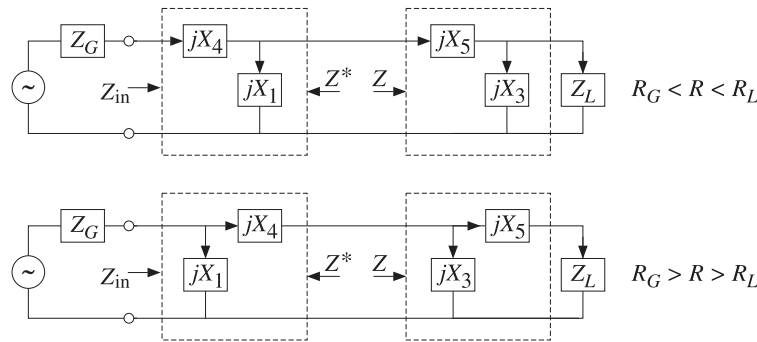 Z_G jX_4 jX_5
Z_in jX_1 Z* Z jX_3 Z_L R_G < R < R_L
~
Z_G jX_4 jX_5
Z_in jX_1 Z* Z jX_3 Z_L R_G > R > R_L
~